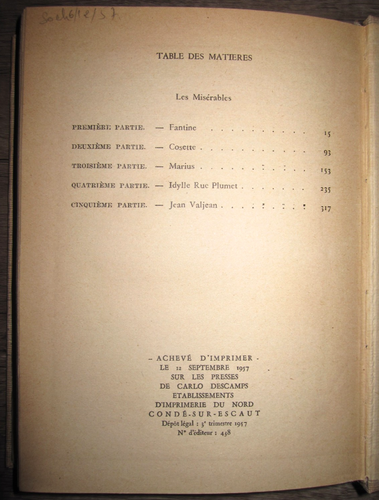 TABLE DES MATIERES
Les Misérables
PREMIÈRE PARTIE. — Fantine . . . . . . . . . 15
DEUXIÈME PARTIE. — Cosette . . . . . . . . . 93
TROISIÈME PARTIE. — Marius . . . . . . : . : 153
QUATRIÈME PARTIE. — Idylle Rue Plumet . . . . . . . 235
CINQUIÈME PARTIE. — Jean Valjean . . . : . : . : 317
- ACHEVÉ D'IMPRIMER -
LE 12 SEPTEMBRE 1957
SUR LES PRESSES
DE CARLO DESCAMPS
ETABLISSEMENTS
D'IMPRIMERIE DU NORD
CONDÉ-SUR-ESCAUT
Dépôt légal : 3e trimestre 1957
N° d'éditeur : 438